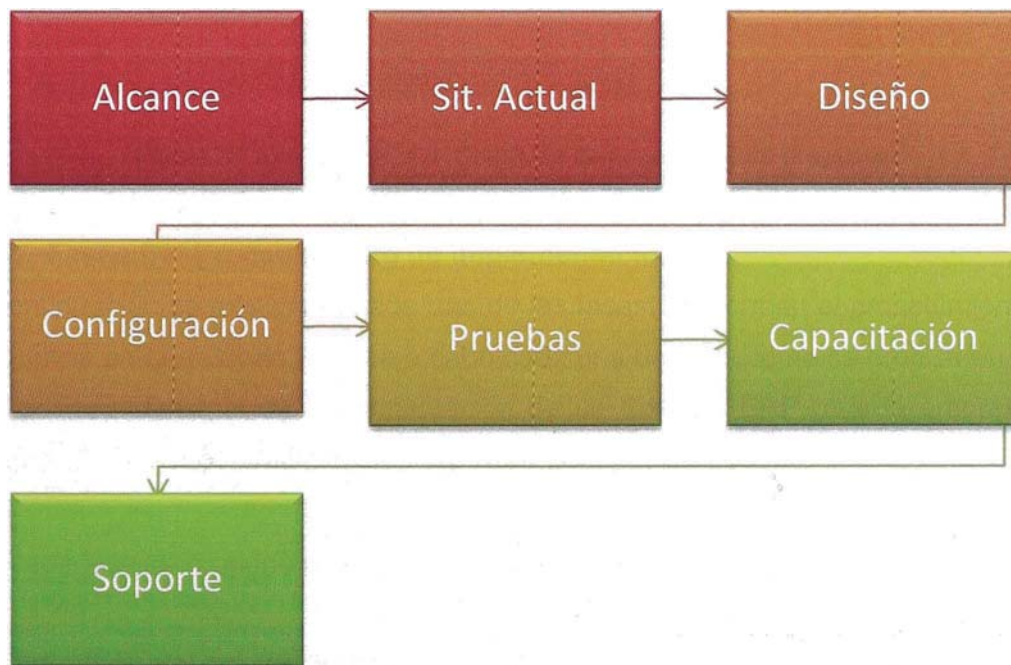 Alcance
Sit. Actual
Diseño
Configuración
Pruebas
Capacitación
Soporte